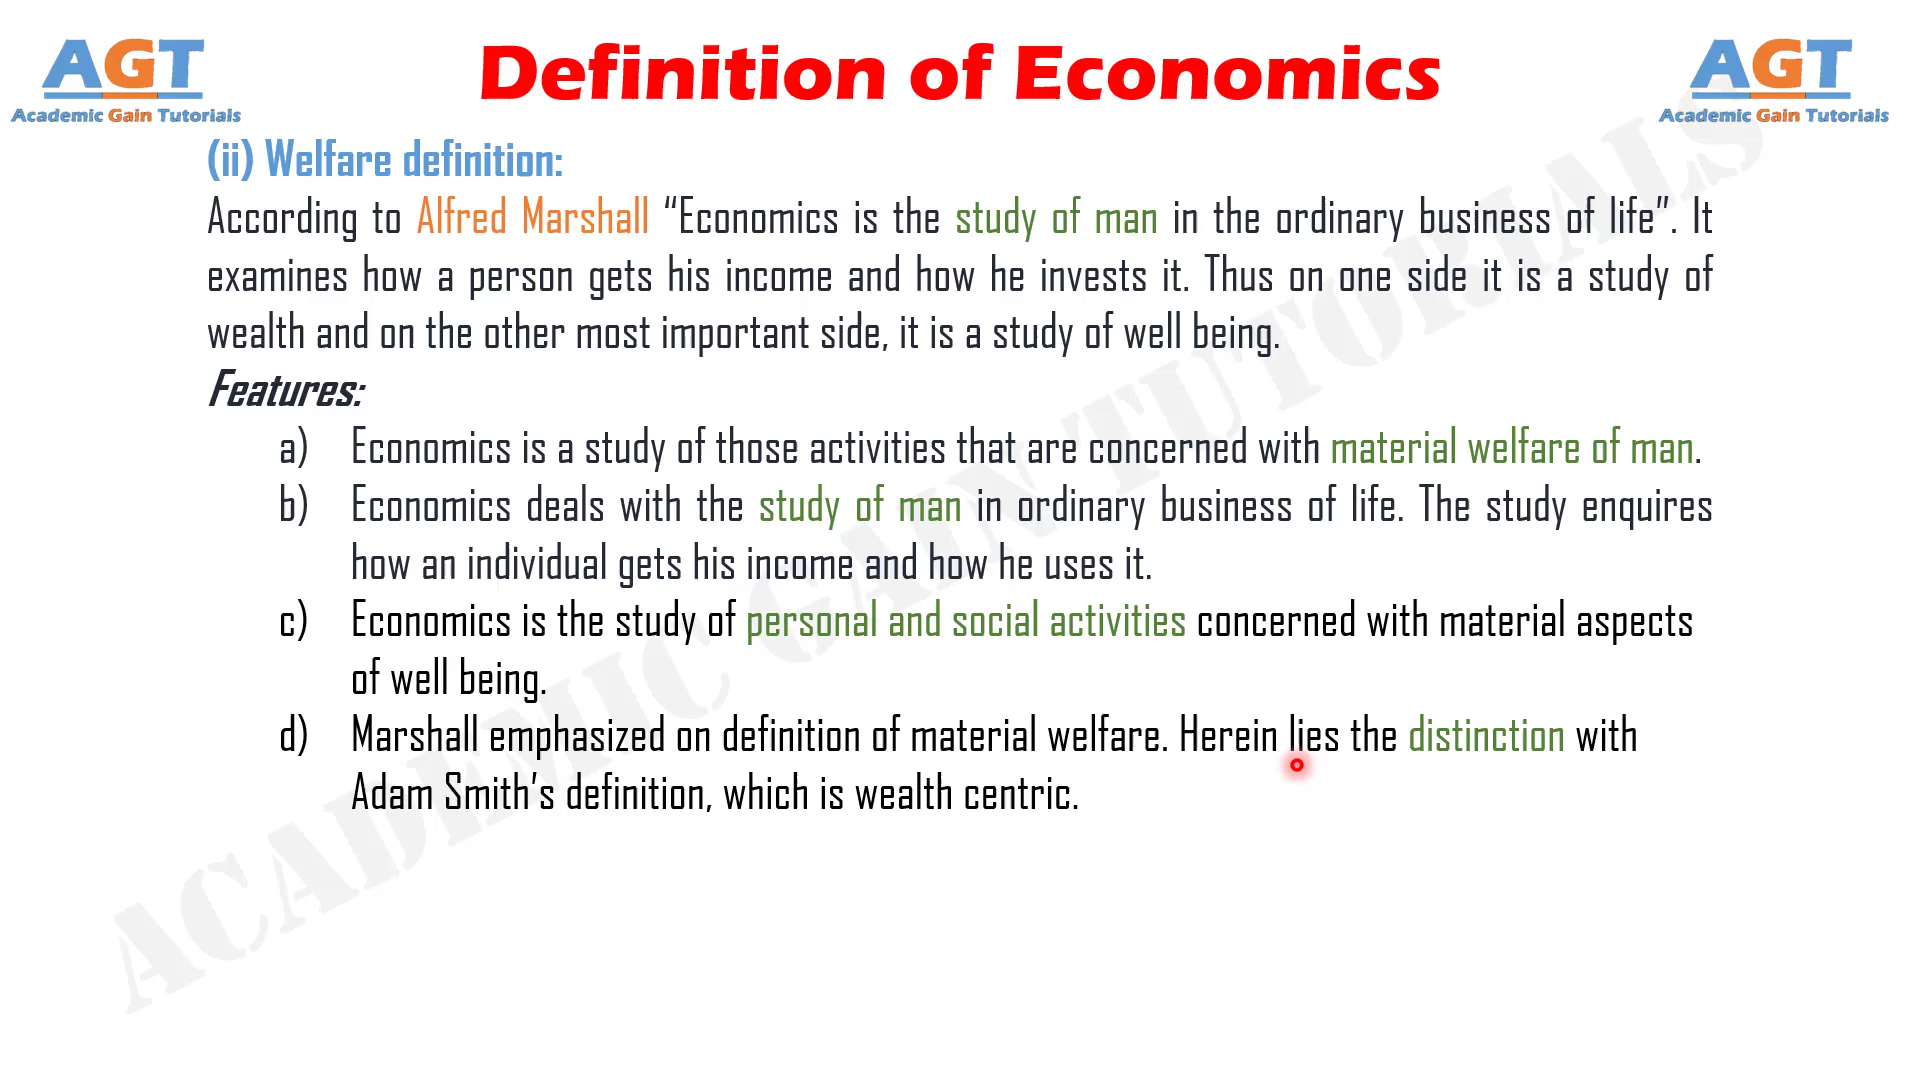 AGT
Academic Gain Tutorials
Definition of Economics
AGT
Academic Gain Tutorials
(ii) Welfare definition:
According to Alfred Marshall “Economics is the study of man in the ordinary business of life”. It
examines how a person gets his income and how he invests it. Thus on one side it is a study of
wealth and on the other most important side, it is a study of well being.
Features:
a) Economics is a study of those activities that are concerned with material welfare of man.
b) Economics deals with the study of man in ordinary business of life. The study enquires
how an individual gets his income and how he uses it.
c) Economics is the study of personal and social activities concerned with material aspects
of well being.
d) Marshall emphasized on definition of material welfare. Herein lies the distinction with
Adam Smith’s definition, which is wealth centric.
ACADEMIC GAIN TUTORIALS